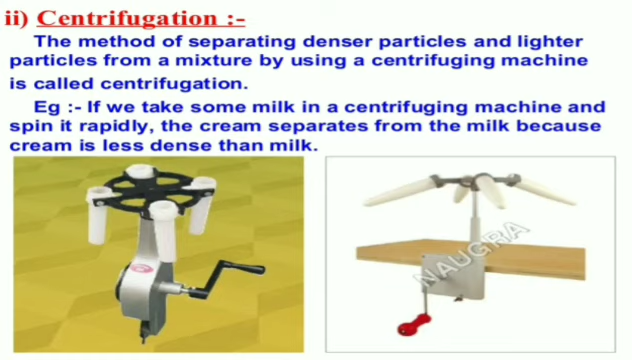 ii) Centrifugation :-
The method of separating denser particles and lighter
particles from a mixture by using a centrifuging machine
is called centrifugation.
Eg :- If we take some milk in a centrifuging machine and
spin it rapidly, the cream separates from the milk because
cream is less dense than milk.
NAUGRA